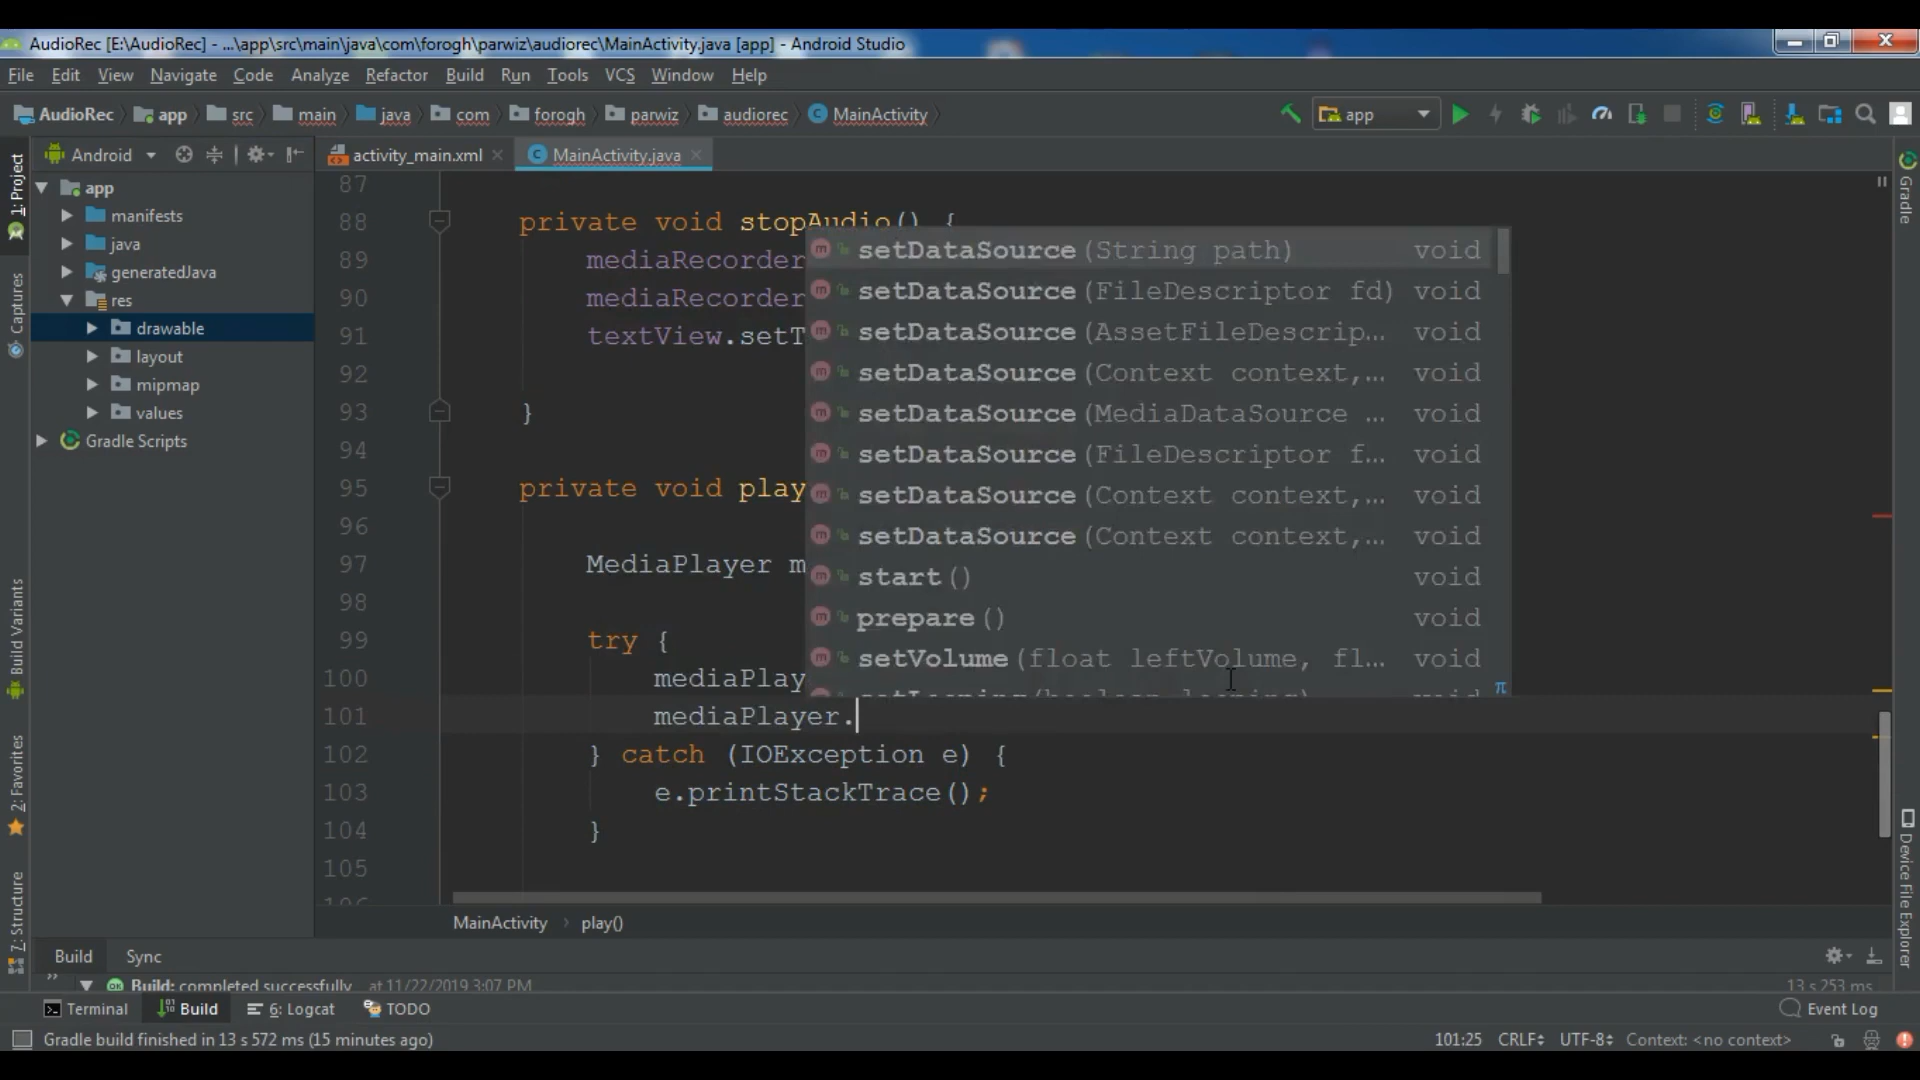 AudioRec [E:\AudioRec] - ...\app\src\main\java\com\forogh\parwiz\audiorec\MainActivity.java [app] - Android Studio
File Edit View Navigate Code Analyze Refactor Build Run Tools VCS Window Help
AudioRec app src main java com forogh parwiz audiorec MainActivity app
Android activity_main.xml MainActivity.java
1: Project
Captures
Build Variants
2: Favorites
7: Structure
app
manifests
java
generatedJava
res
drawable
layout
mipmap
values
Gradle Scripts
87
88 private void stopAudio() {
89 mediaRecorder
90 mediaRecorder
91 textView.setT
92
93 }
94
95 private void play
96
97 MediaPlayer m
98
99 try {
100 mediaPlay
101 mediaPlayer.
102 } catch (IOException e) {
103 e.printStackTrace();
104 }
105
setDataSource(String path) void
setDataSource(FileDescriptor fd) void
setDataSource(AssetFileDescrip... void
setDataSource(Context context,... void
setDataSource(MediaDataSource ... void
setDataSource(FileDescriptor f... void
setDataSource(Context context,... void
setDataSource(Context context,... void
start() void
prepare() void
setVolume(float leftVolume, fl... void
π
MainActivity play()
Gradle
Device File Explorer
Build Sync
Build: completed successfully at 11/22/2019 3:07 PM 13 s 253 ms
Terminal Build 6: Logcat TODO Event Log
Gradle build finished in 13 s 572 ms (15 minutes ago) 101:25 CRLF UTF-8 Context: <no context>